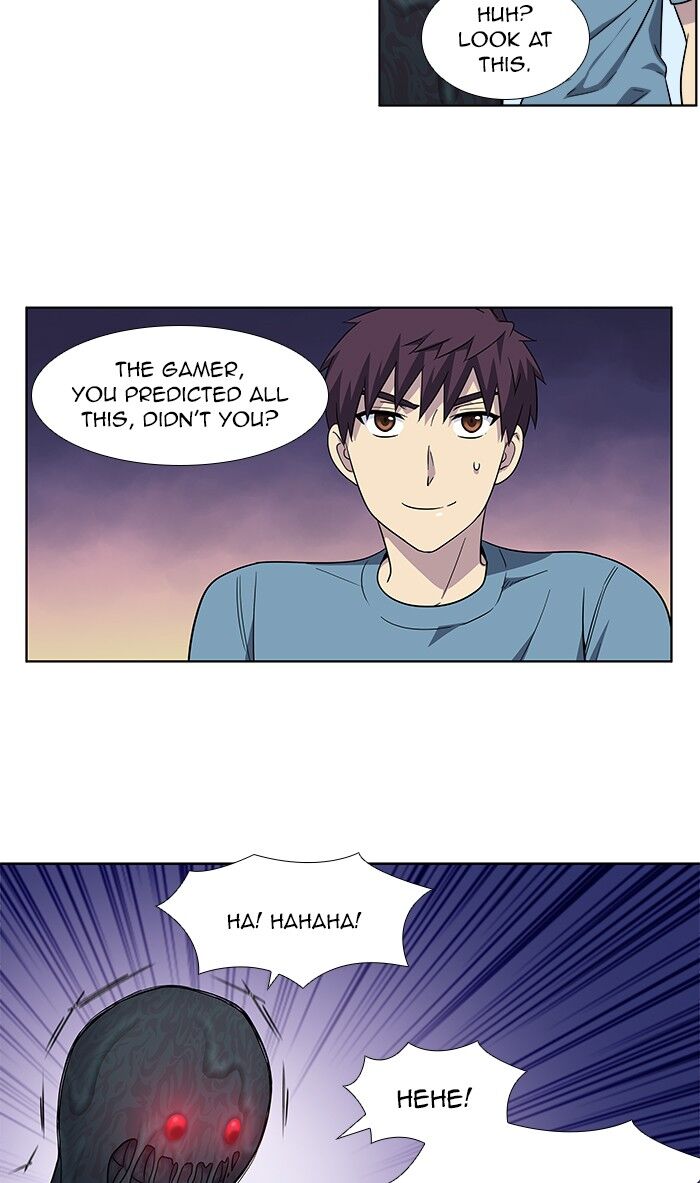 HUH?
LOOK AT
THIS.
THE GAMER,
YOU PREDICTED ALL
THIS, DIDN'T YOU?
HA! HAHAHA!
HEHE!